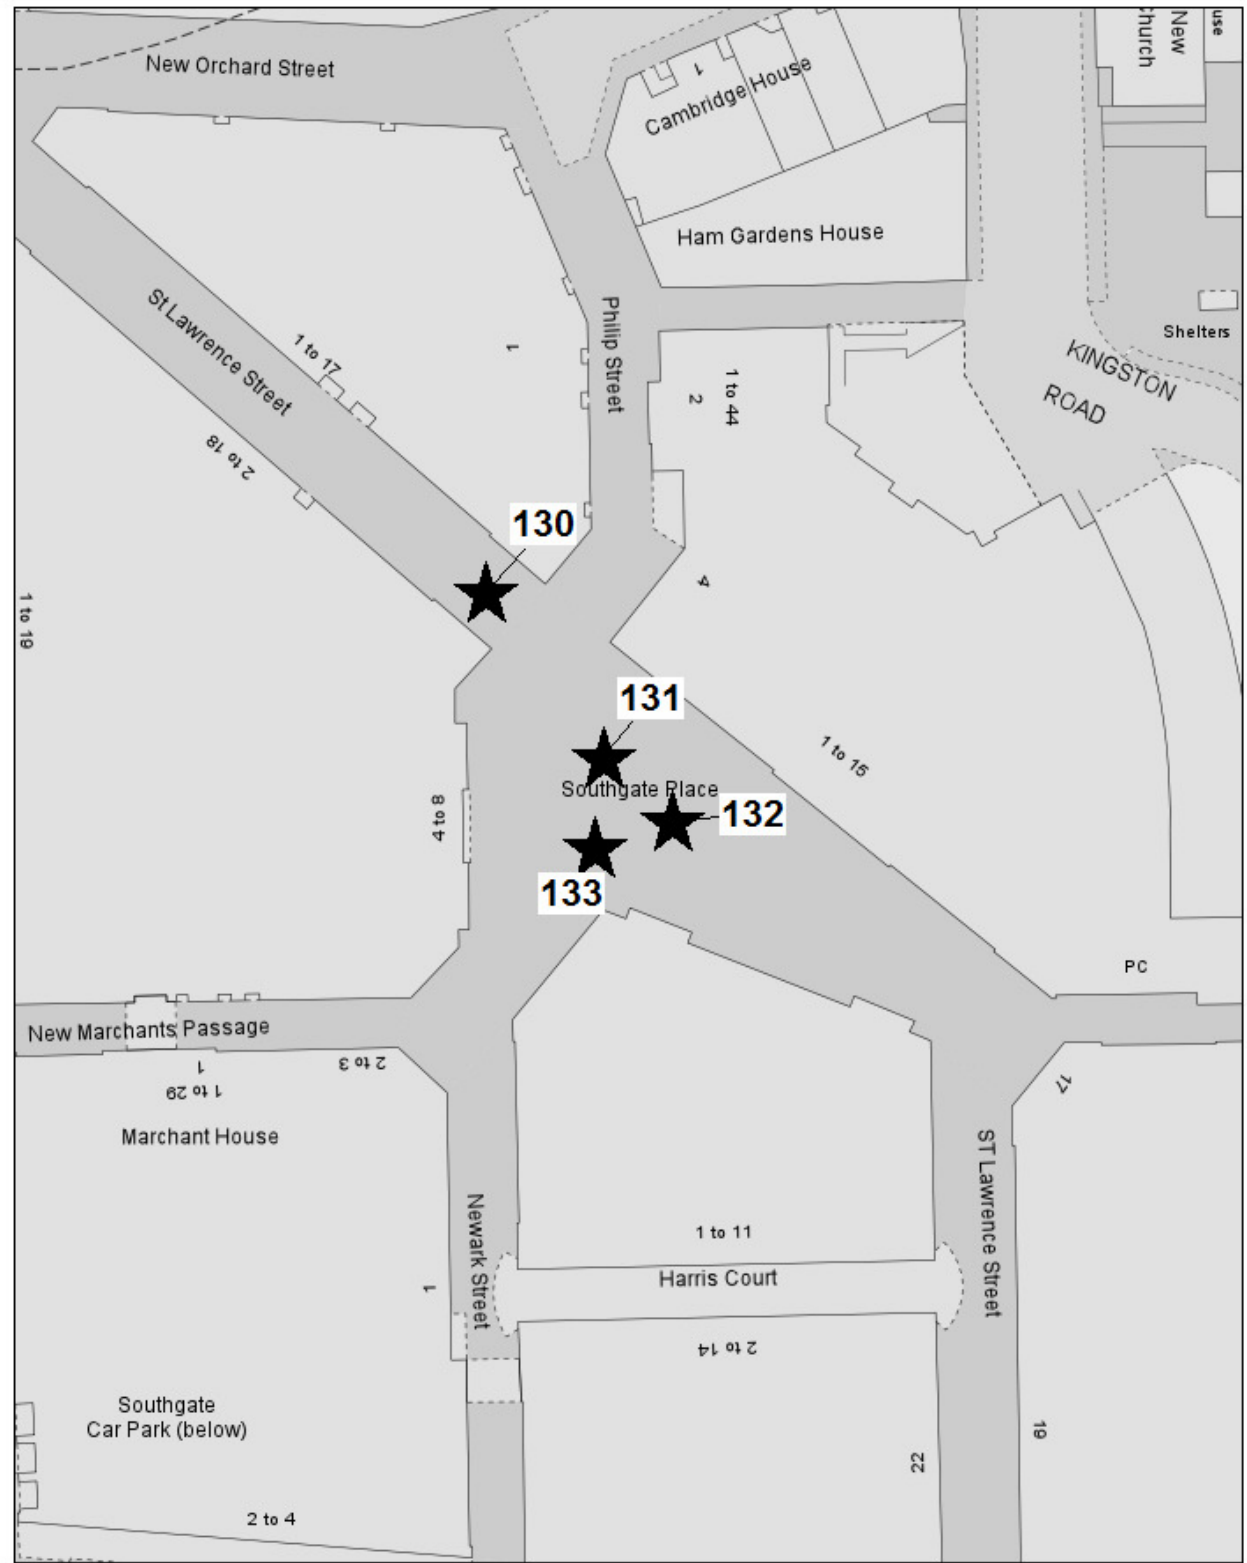 New Orchard Street
1
Cambridge House
New
Church
use
Ham Gardens House
Shelters
KINGSTON
ROAD
St Lawrence Street
1 to 17
2 to 18
1
Philip Street
2
1 to 44
130
4
1 to 19
131
1 to 15
Southgate Place
132
4 to 8
133
PC
New Marchants Passage
1
2 to 3
1 to 29
Marchant House
17
ST Lawrence Street
Newark Street
1 to 11
Harris Court
1
2 to 14
Southgate
Car Park (below)
22
19
2 to 4